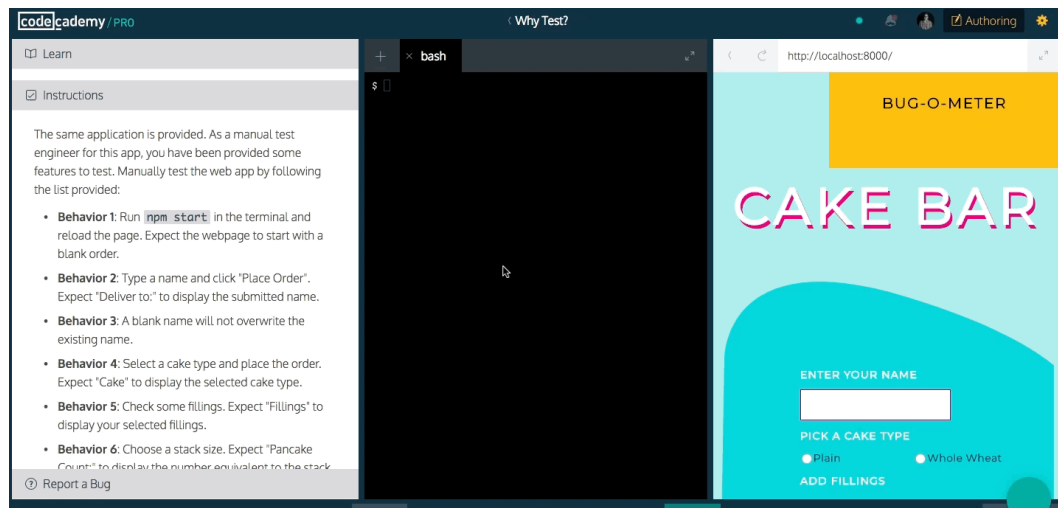 codecademy/PRO
Why Test?
Authoring
Learn
Instructions
The same application is provided. As a manual test
engineer for this app, you have been provided some
features to test. Manually test the web app by following
the list provided:
• Behavior 1: Run npm start in the terminal and
reload the page. Expect the webpage to start with a
blank order.
• Behavior 2: Type a name and click "Place Order".
Expect "Deliver to:" to display the submitted name.
• Behavior 3: A blank name will not overwrite the
existing name.
• Behavior 4: Select a cake type and place the order.
Expect "Cake" to display the selected cake type.
• Behavior 5: Check some fillings. Expect "Fillings" to
display your selected fillings.
• Behavior 6: Choose a stack size. Expect "Pancake
Count:" to display the number equivalent to the stack
Report a Bug
+ × bash
$
http://localhost:8000/
BUG-O-METER
CAKE BAR
ENTER YOUR NAME
PICK A CAKE TYPE
Plain
Whole Wheat
ADD FILLINGS